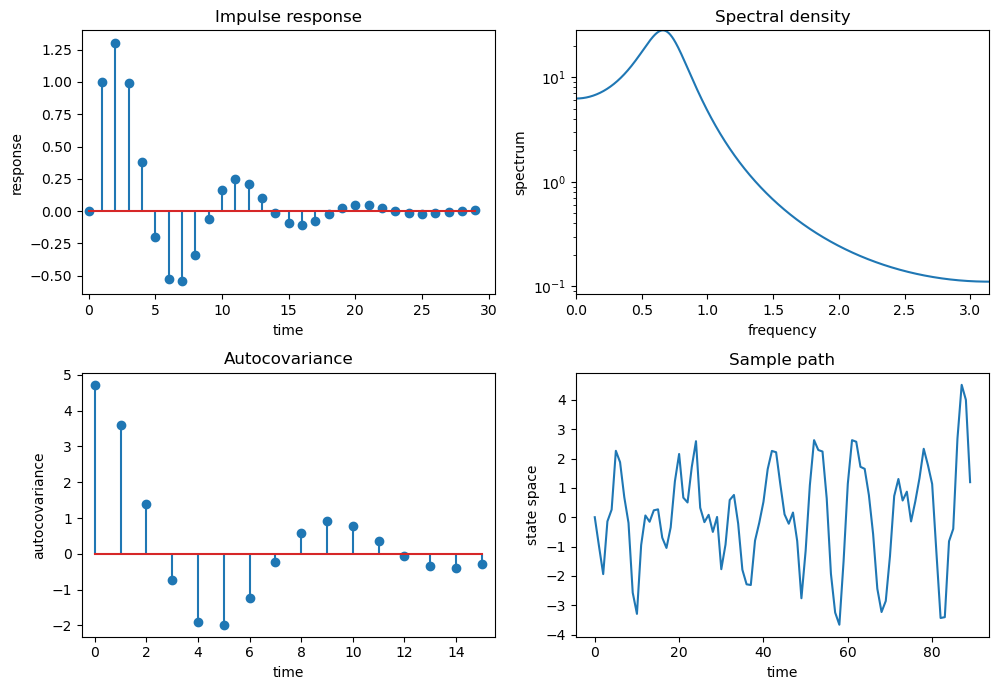 Impulse response
1.25
1.00
0.75
0.50
0.25
0.00
−0.25
−0.50
response
0 5 10 15 20 25 30
time
Spectral density
10¹
10⁰
10⁻¹
spectrum
0.0 0.5 1.0 1.5 2.0 2.5 3.0
frequency
Autocovariance
5
4
3
2
1
0
−1
−2
autocovariance
0 2 4 6 8 10 12 14
time
Sample path
4
3
2
1
0
−1
−2
−3
−4
state space
0 20 40 60 80
time